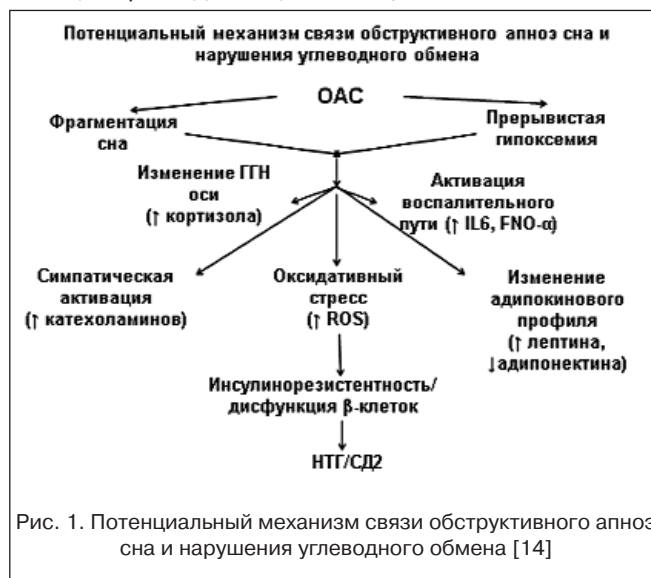 Потенциальный механизм связи обструктивного апноэ сна и
нарушения углеводного обмена
ОАС
Фрагментация
сна
Прерывистая
гипоксемия
Изменение ГГН
оси
(↑ кортизола)
Активация
воспалительного
пути (↑ IL6, FNO-α)
Симпатическая
активация
(↑ катехоламинов)
Оксидативный
стресс
(↑ ROS)
Изменение
адипокинового
профиля
(↑ лептина,
↓адипонектина)
Инсулинорезистентность/
дисфункция β-клеток
НТГ/СД2
Рис. 1. Потенциальный механизм связи обструктивного апноэ
сна и нарушения углеводного обмена [14]